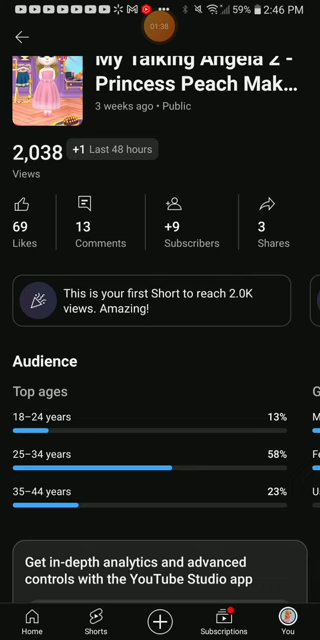 59% 2:46 PM
01:38
My Talking Angela 2 -
Princess Peach Mak...
3 weeks ago • Public
2,038 +1 Last 48 hours
Views
69 13 +9 3
Likes Comments Subscribers Shares
This is your first Short to reach 2.0K
views. Amazing!
Audience
Top ages G
18–24 years 13% M
25–34 years 58% Fe
35–44 years 23% U
Get in-depth analytics and advanced
controls with the YouTube Studio app
Home Shorts Subscriptions You